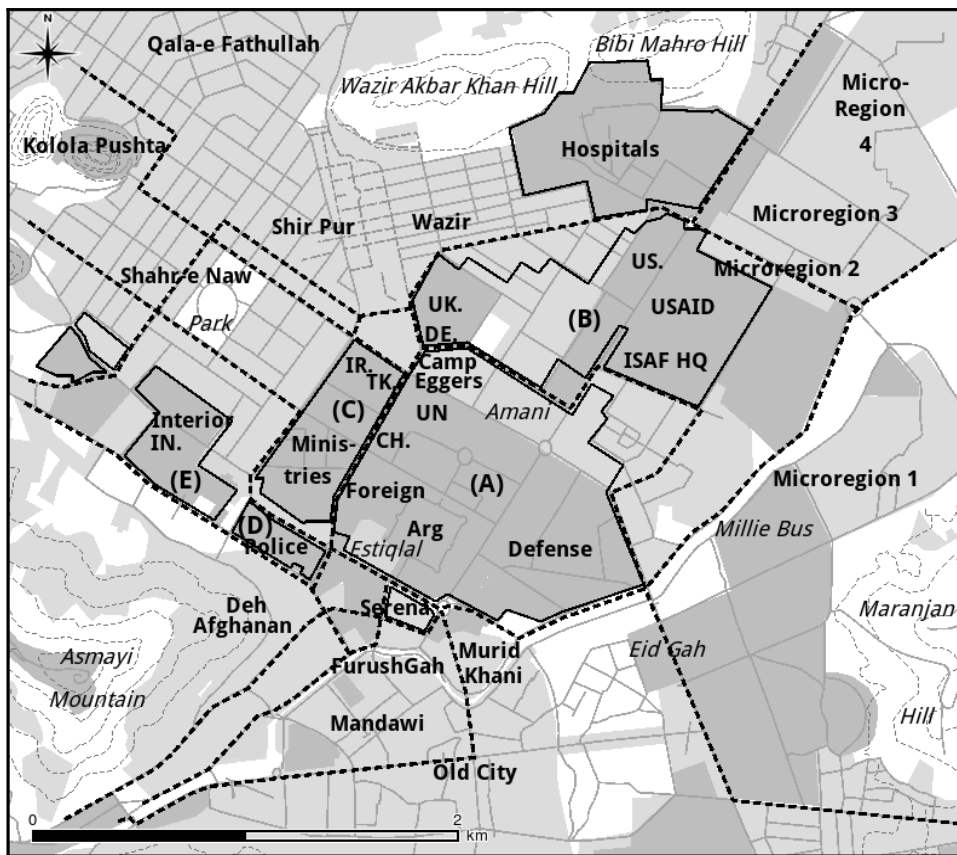 N
Qala-e Fathullah
Bibi Mahro Hill
Wazir Akbar Khan Hill
Micro-
Region
4
Kolola Pushta
Hospitals
Shir Pur
Wazir
Microregion 3
Shahr-e Naw
US.
Microregion 2
Park
UK.
USAID
(B)
DE.
IR.
Camp
ISAF HQ
TK.
Eggers
(C)
UN
Amani
Interior
IN.
Minis-
CH.
tries
(E)
Foreign
(A)
Microregion 1
(D)
Arg
Millie Bus
Police
Estiqlal
Defense
Deh
Serena
Maranjan
Afghanan
Asmayi
Murid
Eid Gah
FurushGah
Khani
Mountain
Mandawi
Hill
Old City
0
2
km